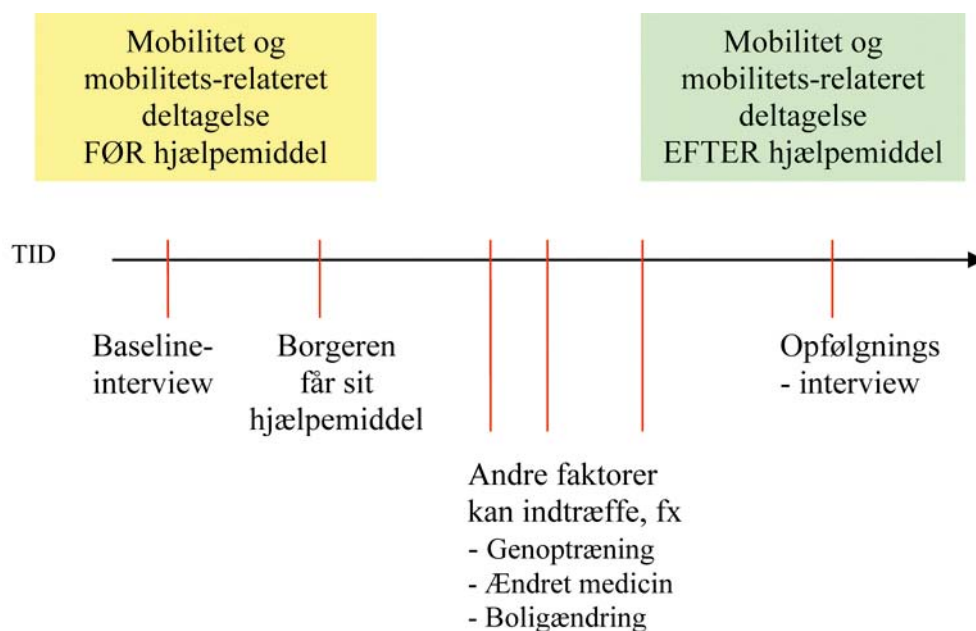 Mobilitet og
mobilitets-relateret
deltagelse
FØR hjælpemiddel
Mobilitet og
mobilitets-relateret
deltagelse
EFTER hjælpemiddel
TID
Baseline-
interview
Borgeren
får sit
hjælpemiddel
Andre faktorer
kan indtræffe, fx
- Genoptræning
- Ændret medicin
- Boligændring
Opfølgnings
- interview